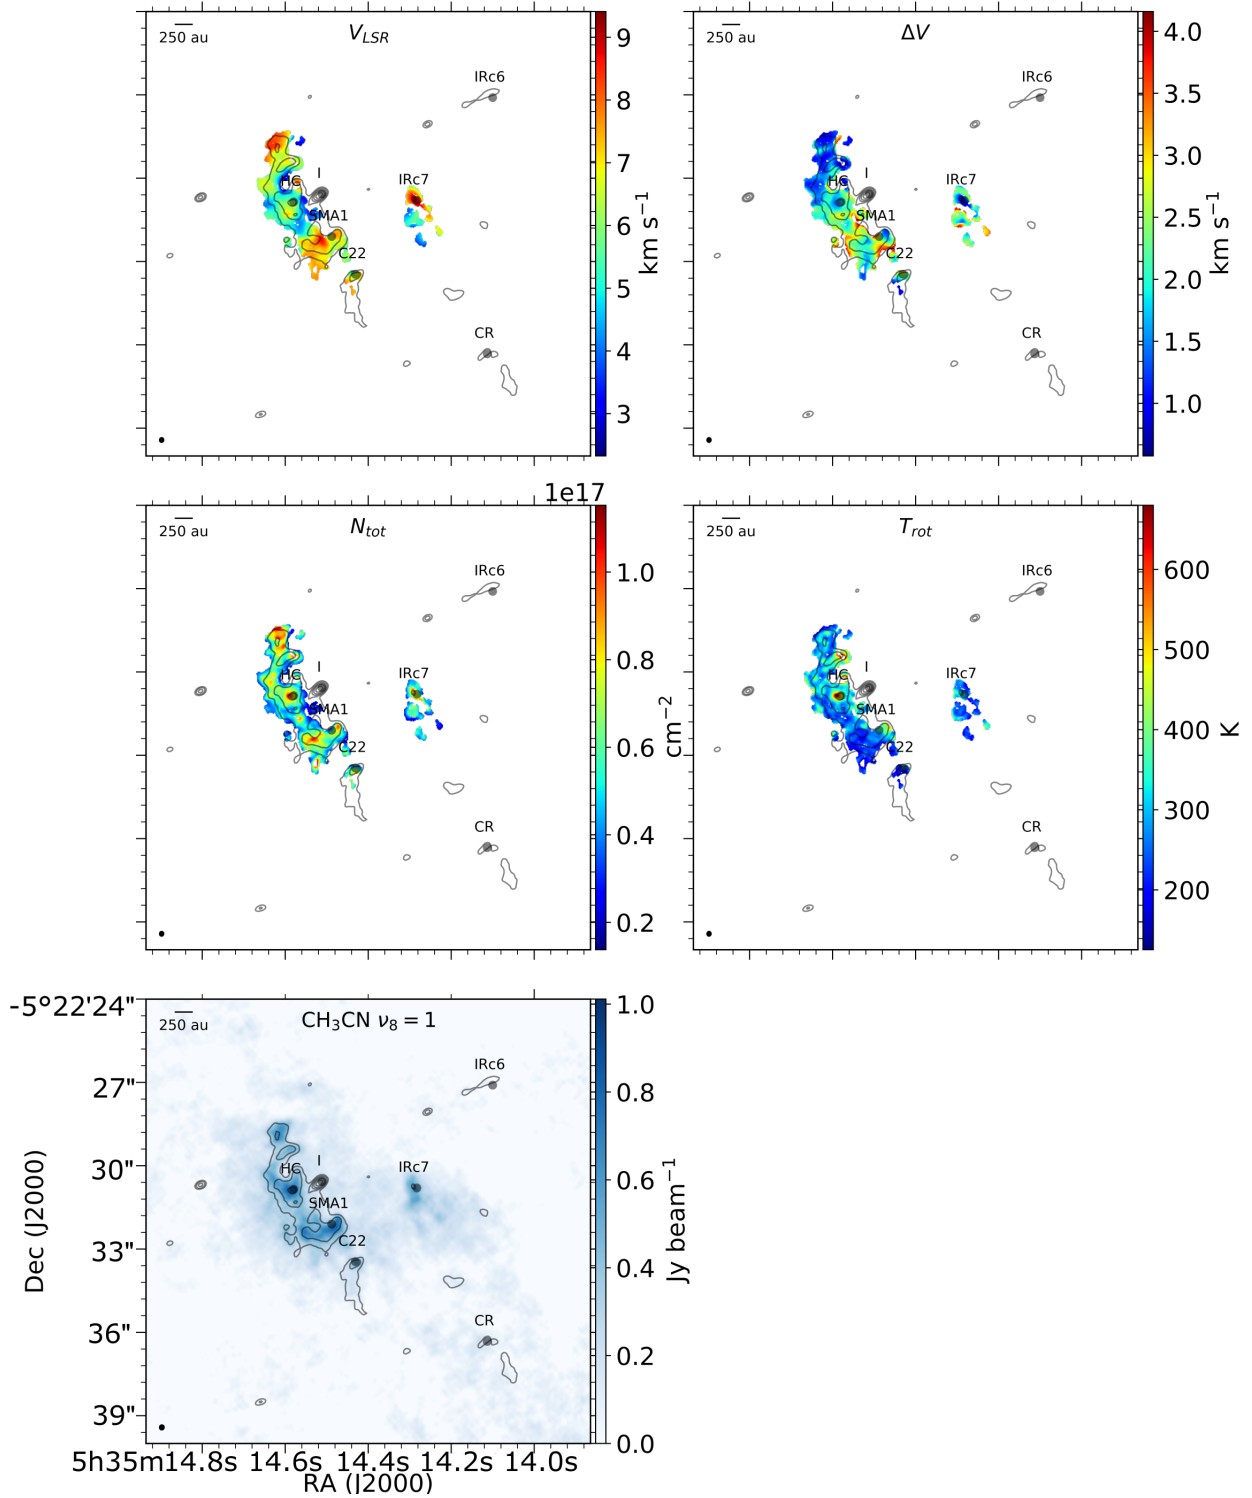 V_LSR
250 au
IRc6
I
HC
IRc7
SMA1
C22
CR
9
8
7
6
5
4
3
km s⁻¹
ΔV
250 au
IRc6
I
HC
IRc7
SMA1
C22
CR
4.0
3.5
3.0
2.5
2.0
1.5
1.0
km s⁻¹
1e17
N_tot
250 au
IRc6
I
HC
IRc7
SMA1
C22
CR
1.0
0.8
0.6
0.4
0.2
cm⁻²
T_rot
250 au
IRc6
I
HC
IRc7
SMA1
C22
CR
600
500
400
300
200
K
CH₃CN ν₈ = 1
250 au
IRc6
I
HC
IRc7
SMA1
C22
CR
1.0
0.8
0.6
0.4
0.2
0.0
Jy beam⁻¹
-5°22'24"
27"
30"
33"
36"
39"
Dec (J2000)
5h35m14.8s 14.6s 14.4s 14.2s 14.0s
RA (J2000)